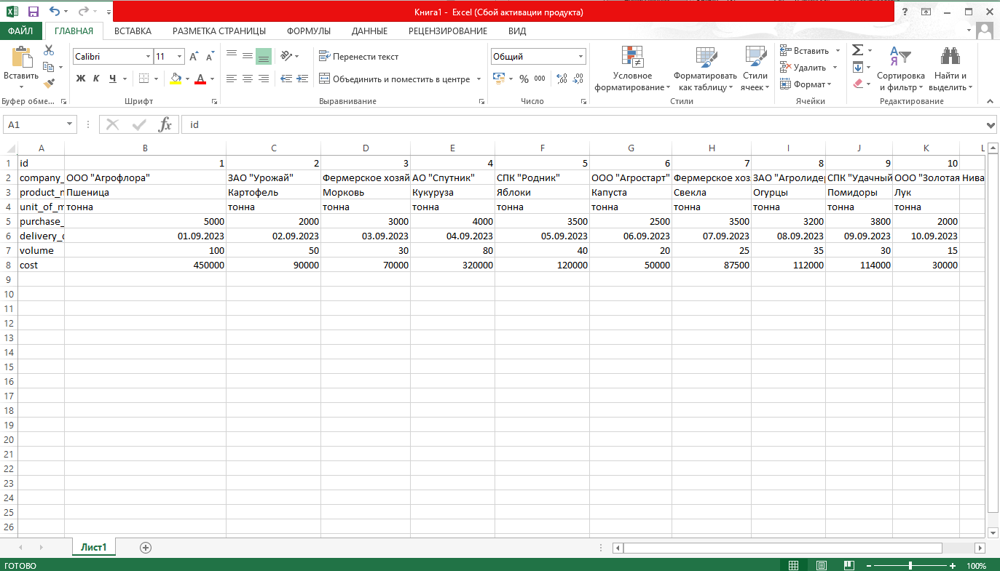 Книга1 - Excel (Сбой активации продукта)
ФАЙЛ ГЛАВНАЯ ВСТАВКА РАЗМЕТКА СТРАНИЦЫ ФОРМУЛЫ ДАННЫЕ РЕЦЕНЗИРОВАНИЕ ВИД
Calibri 11 Перенести текст Общий Вставить
Вставить Ж К Ч Объединить и поместить в центре % 000 Условное форматирование Форматировать как таблицу Стили ячеек Удалить Сортировка и фильтр Найти и выделить
Формат
Буфер обме... Шрифт Выравнивание Число Стили Ячейки Редактирование
A1 fx id
A B C D E F G H I J K L
1 id 1 2 3 4 5 6 7 8 9 10
2 company_ ООО "Агрофлора" ЗАО "Урожай" Фермерское хозяй АО "Спутник" СПК "Родник" ООО "Агростарт" Фермерское хоз ЗАО "Агролидер СПК "Удачный ООО "Золотая Нива
3 product_n Пшеница Картофель Морковь Кукуруза Яблоки Капуста Свекла Огурцы Помидоры Лук
4 unit_of_m тонна тонна тонна тонна тонна тонна тонна тонна тонна тонна
5 purchase_ 5000 2000 3000 4000 3500 2500 3500 3200 3800 2000
6 delivery_d 01.09.2023 02.09.2023 03.09.2023 04.09.2023 05.09.2023 06.09.2023 07.09.2023 08.09.2023 09.09.2023 10.09.2023
7 volume 100 50 30 80 40 20 25 35 30 15
8 cost 450000 90000 70000 320000 120000 50000 87500 112000 114000 30000
9
10
11
12
13
14
15
16
17
18
19
20
21
22
23
24
25
26
Лист1
ГОТОВО 100%